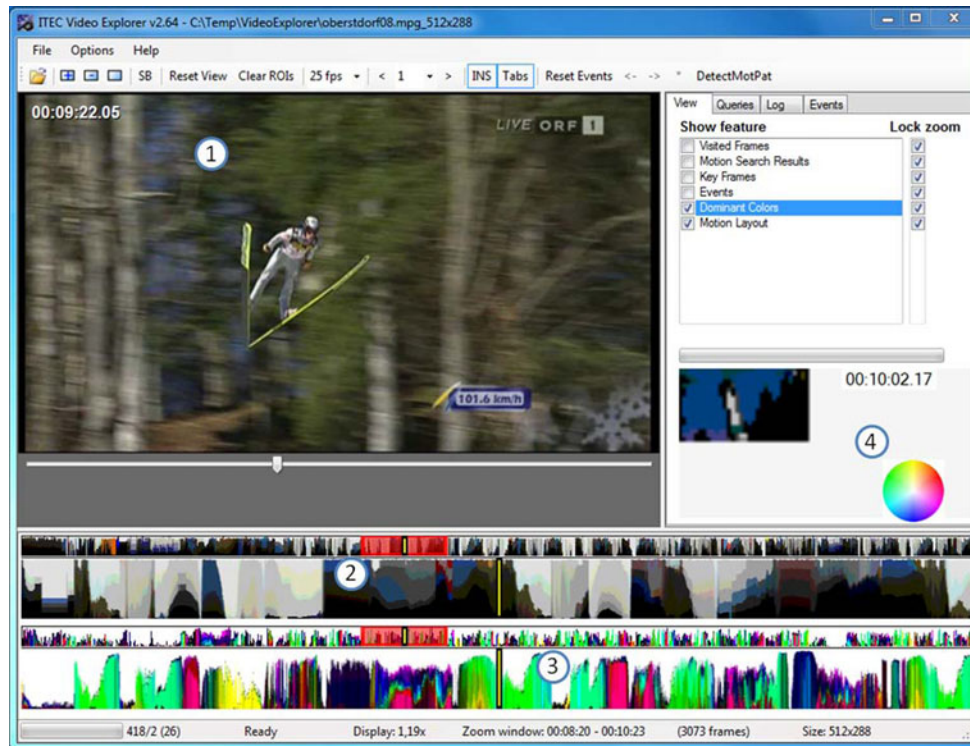 ITEC Video Explorer v2.64 - C:\Temp\VideoExplorer\oberstdorf08.mpg_512x288
File Options Help
SB Reset View Clear ROIs 25 fps < 1 > INS Tabs Reset Events <- -> * DetectMotPat
00:09:22.05
LIVE ORF 1
1
101.6 km/h
View Queries Log Events
Show feature Lock zoom
Visited Frames
Motion Search Results
Key Frames
Events
Dominant Colors
Motion Layout
00:10:02.17
4
2
3
418/2 (26) Ready Display: 1,19x Zoom window: 00:08:20 - 00:10:23 (3073 frames) Size: 512x288